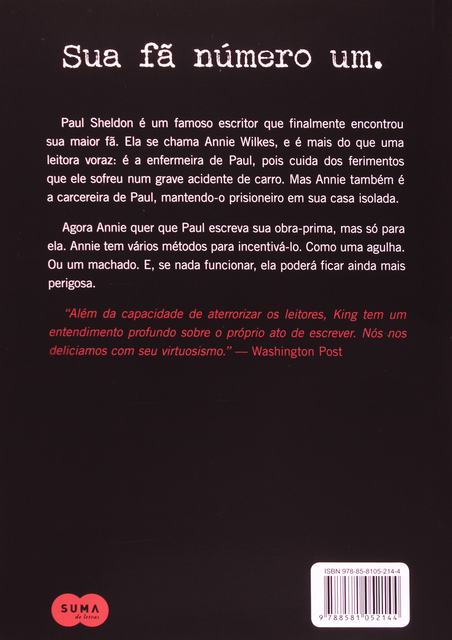 Sua fã número um.
Paul Sheldon é um famoso escritor que finalmente encontrou
sua maior fã. Ela se chama Annie Wilkes, e é mais do que uma
leitora voraz: é a enfermeira de Paul, pois cuida dos ferimentos
que ele sofreu num grave acidente de carro. Mas Annie também é
a carcereira de Paul, mantendo-o prisioneiro em sua casa isolada.
Agora Annie quer que Paul escreva sua obra-prima, mas só para
ela. Annie tem vários métodos para incentivá-lo. Como uma agulha.
Ou um machado. E, se nada funcionar, ela poderá ficar ainda mais
perigosa.
“Além da capacidade de aterrorizar os leitores, King tem um
entendimento profundo sobre o próprio ato de escrever. Nós nos
deliciamos com seu virtuosismo.” — Washington Post
ISBN 978-85-8105-214-4
9 788581 052144
SUMA
de letras